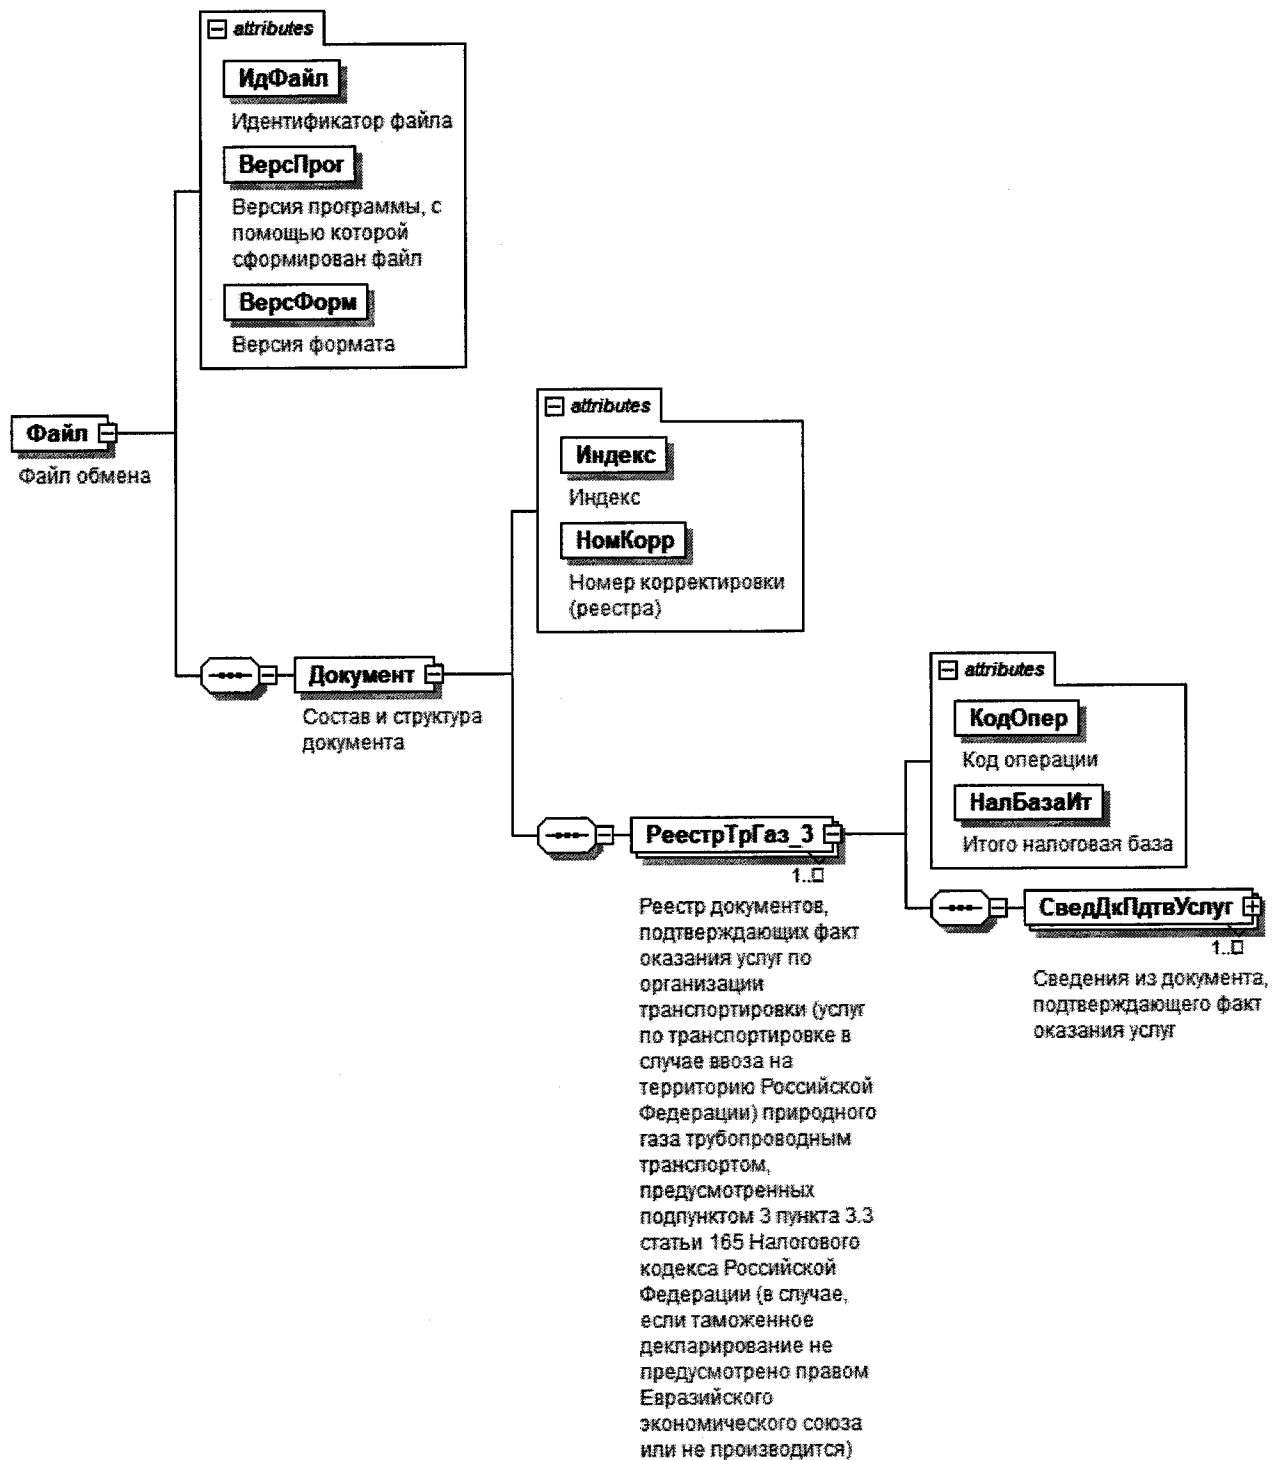 attributes
ИдФайл
Идентификатор файла
ВерсПрог
Версия программы, с
помощью которой
сформирован файл
ВерсФорм
Версия формата
Файл
Файл обмена
attributes
Индекс
Индекс
НомКорр
Номер корректировки
(реестра)
Документ
Состав и структура
документа
attributes
КодОпер
Код операции
НалБазаИт
Итого налоговая база
РеестрТрГаз_3
1..□
Реестр документов,
подтверждающих факт
оказания услуг по
организации
транспортировки (услуг
по транспортировке в
случае ввоза на
территорию Российской
Федерации) природного
газа трубопроводным
транспортом,
предусмотренных
подпунктом 3 пункта 3.3
статьи 165 Налогового
кодекса Российской
Федерации (в случае,
если таможенное
декларирование не
предусмотрено правом
Евразийского
экономического союза
или не производится)
СведДкПдтвУслуг
1..□
Сведения из документа,
подтверждающего факт
оказания услуг